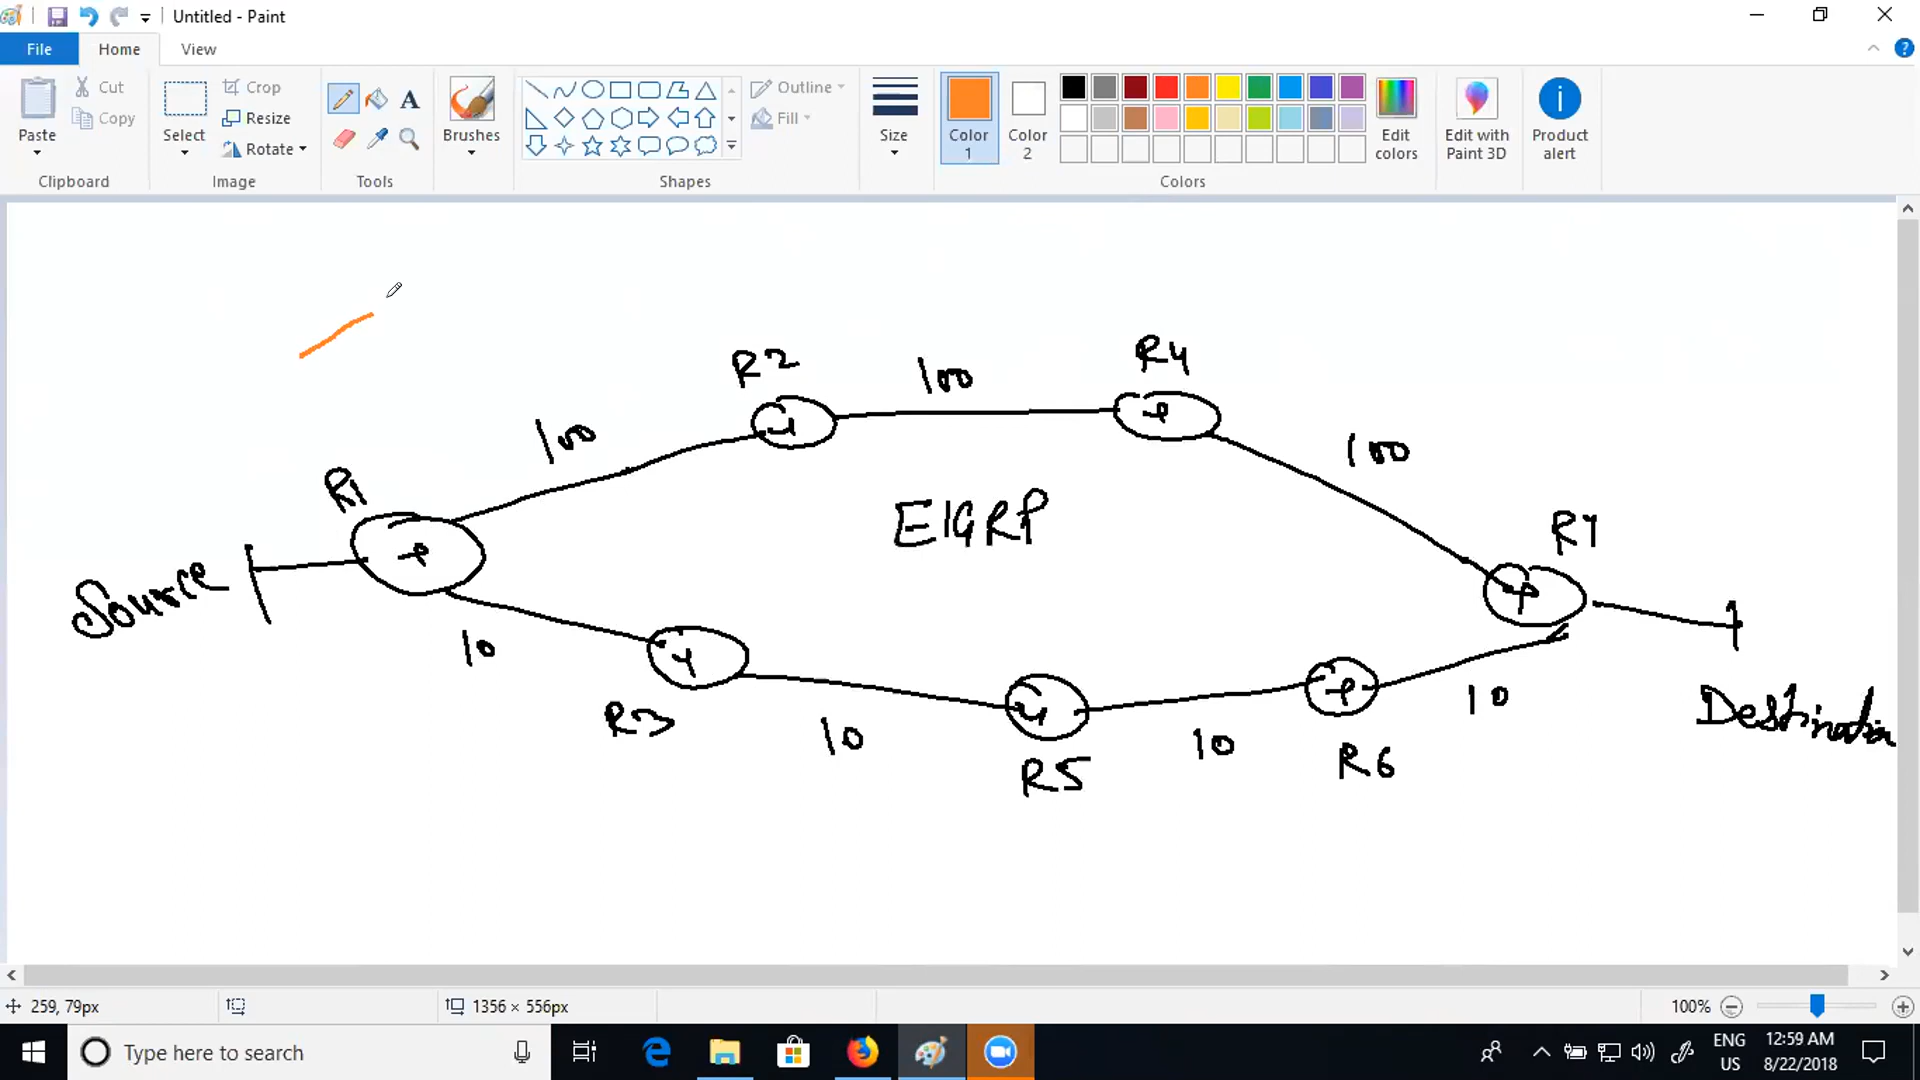 Untitled - Paint
File
Home
View
Paste
Cut
Copy
Clipboard
Select
Crop
Resize
Rotate
Image
A
Tools
Brushes
Shapes
Outline
Fill
Size
Color
1
Color
2
Edit
colors
Colors
Edit with
Paint 3D
Product
alert
R2
100
R4
100
100
R1
EIGRP
R7
Source
10
R3
10
R5
10
R6
10
Destination
259, 79px
1356 × 556px
100%
Type here to search
ENG
US
12:59 AM
8/22/2018